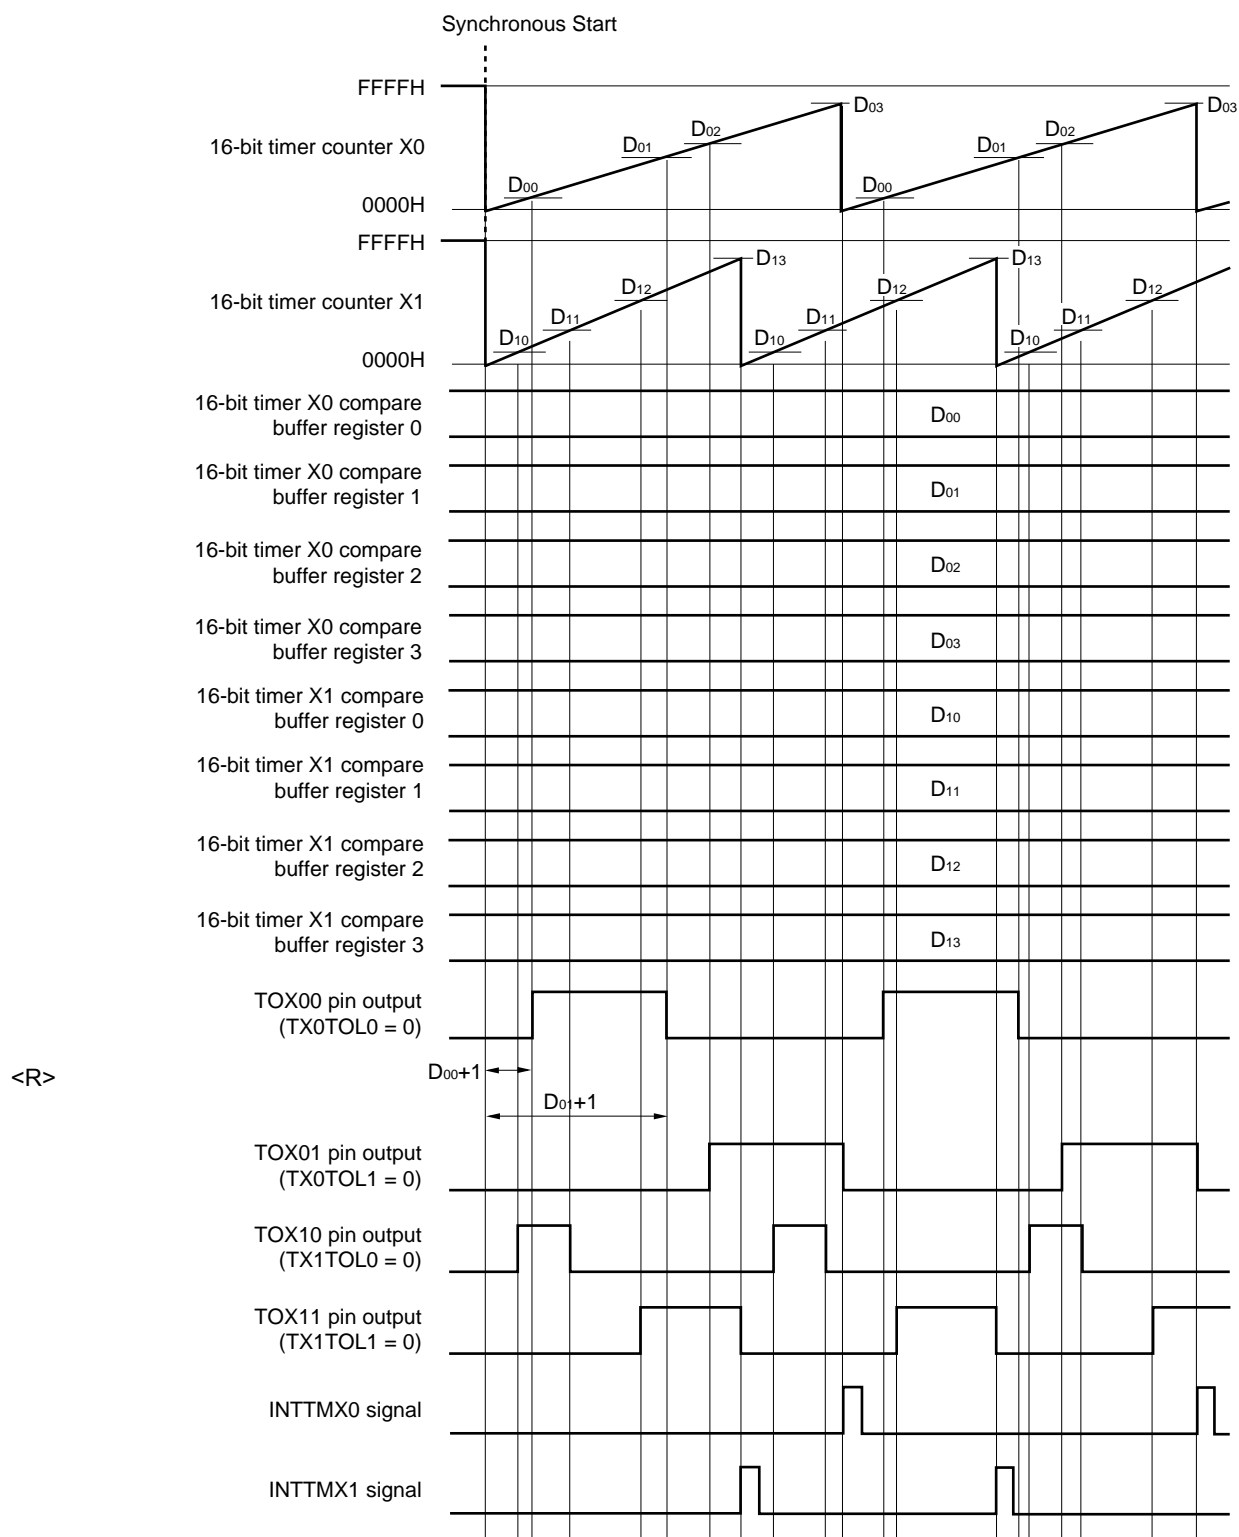 Synchronous Start
FFFFH
D03 D03
D02 D02
16-bit timer counter X0
D01 D01
D00 D00
0000H
FFFFH
D13 D13
D12 D12 D12
16-bit timer counter X1
D11 D11 D11
D10 D10 D10
0000H
16-bit timer X0 compare
buffer register 0
D00
16-bit timer X0 compare
buffer register 1
D01
16-bit timer X0 compare
buffer register 2
D02
16-bit timer X0 compare
buffer register 3
D03
16-bit timer X1 compare
buffer register 0
D10
16-bit timer X1 compare
buffer register 1
D11
16-bit timer X1 compare
buffer register 2
D12
16-bit timer X1 compare
buffer register 3
D13
TOX00 pin output
(TX0TOL0 = 0)
<R>
D00+1
D01+1
TOX01 pin output
(TX0TOL1 = 0)
TOX10 pin output
(TX1TOL0 = 0)
TOX11 pin output
(TX1TOL1 = 0)
INTTMX0 signal
INTTMX1 signal